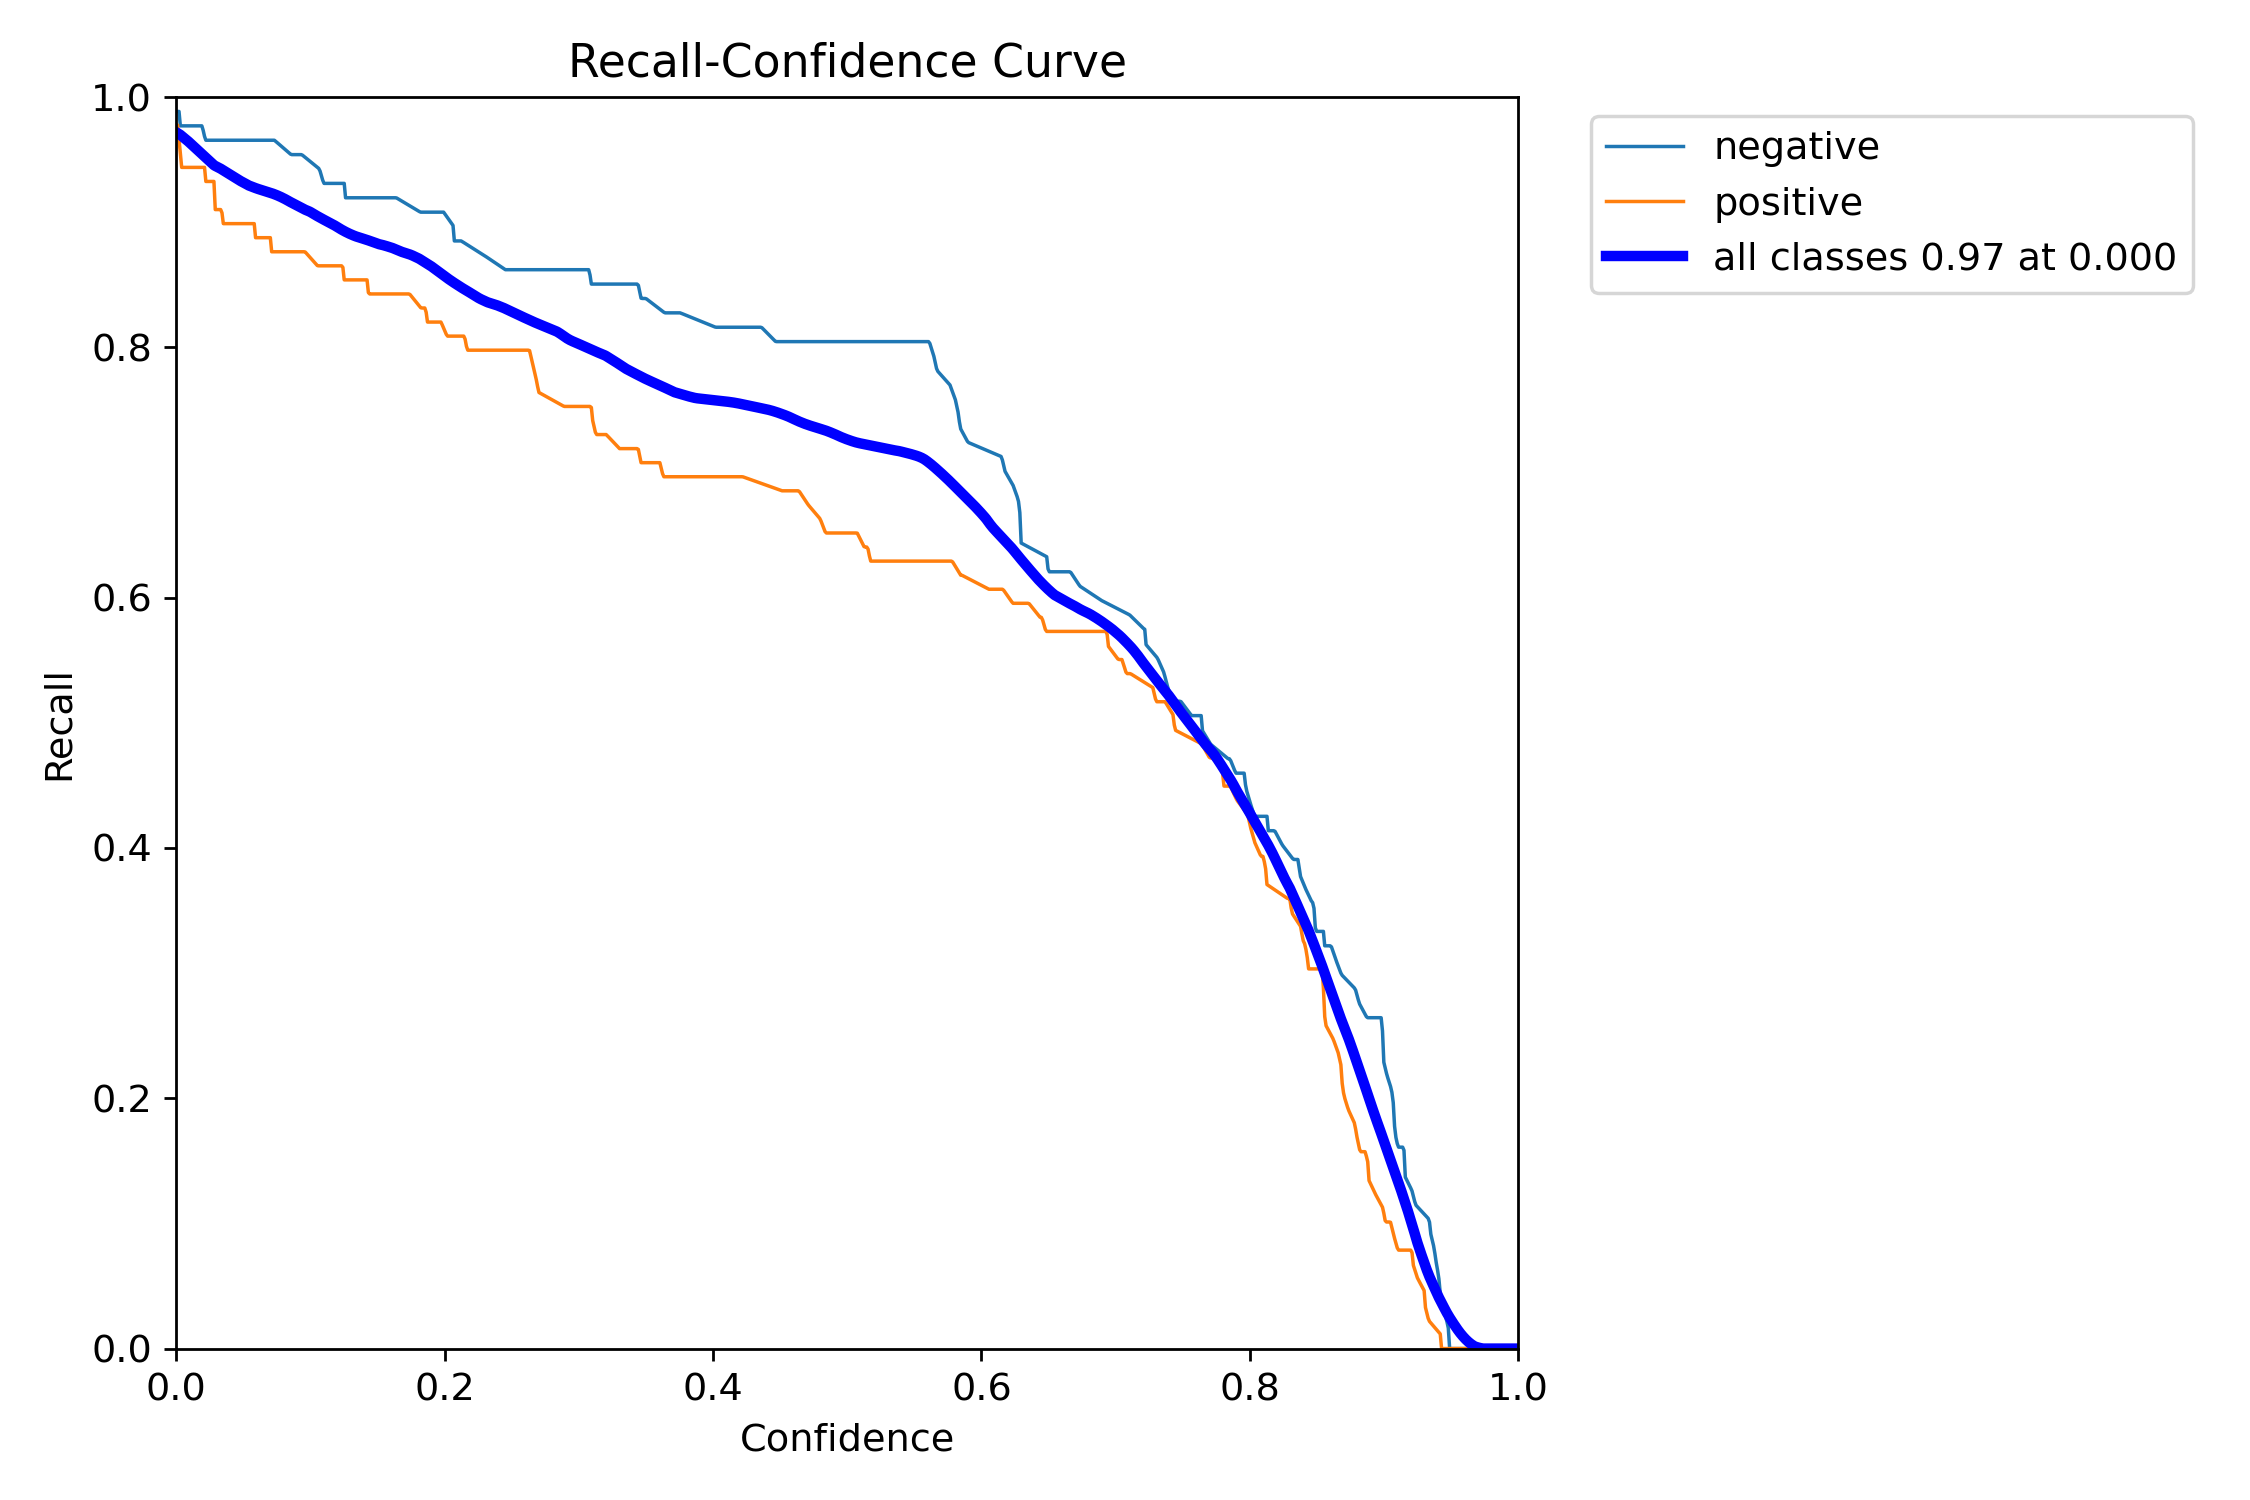 Recall-Confidence Curve
1.0
0.8
0.6
0.4
0.2
0.0
Recall
0.0 0.2 0.4 0.6 0.8 1.0
Confidence
negative
positive
all classes 0.97 at 0.000